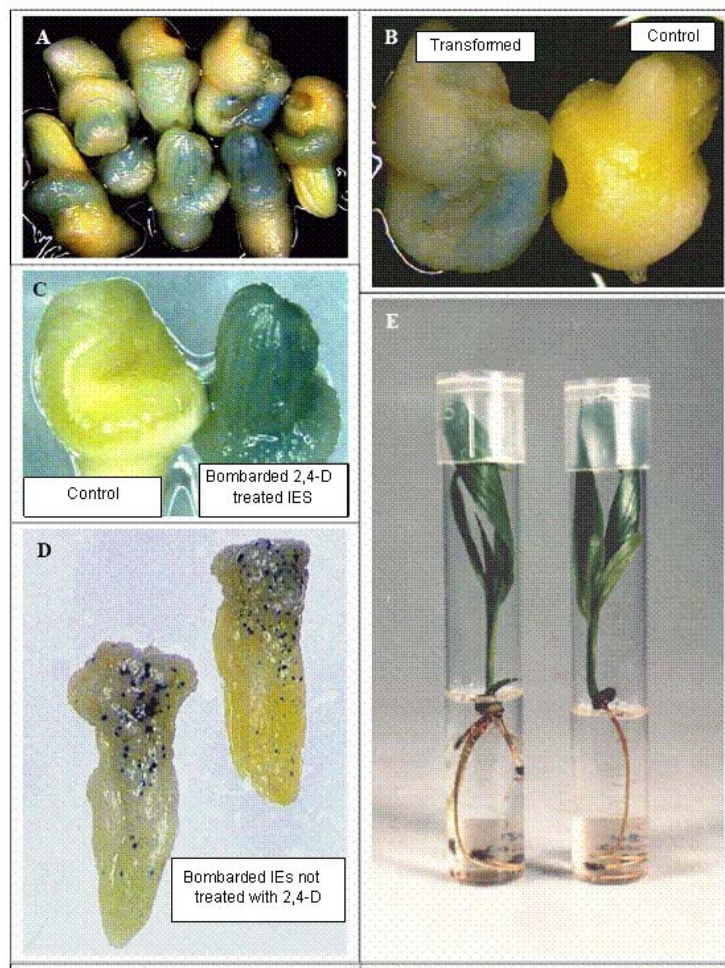 A
B
Transformed
Control
C
Control
Bombarded 2,4-D
treated IES
D
Bombarded IEs not
treated with 2,4-D
E